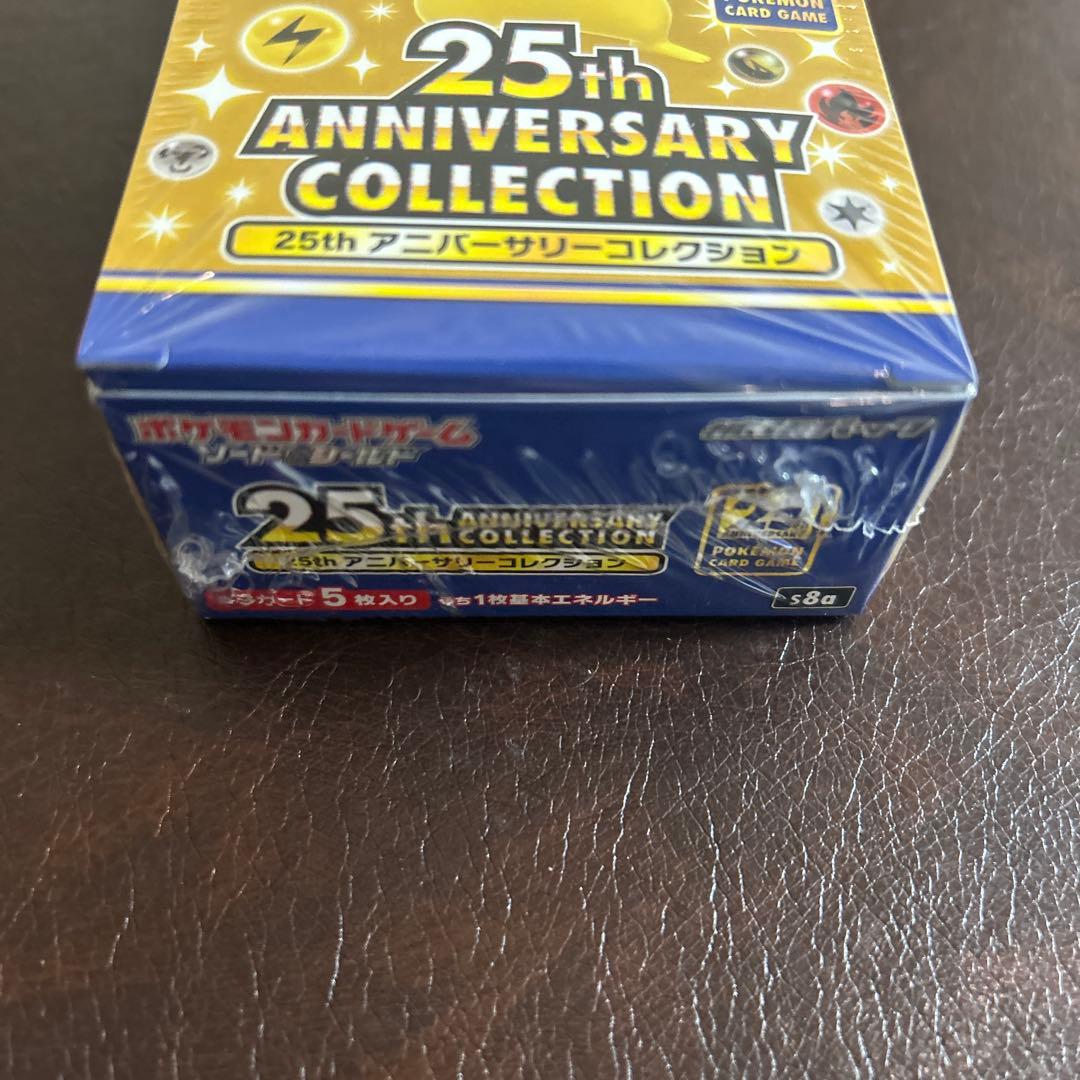 POKÉMON
CARD GAME
25th
ANNIVERSARY
COLLECTION
25th アニバーサリーコレクション
ポケモンカードゲーム
ソード&シールド
25th ANNIVERSARY
COLLECTION
25th アニバーサリーコレクション
POKÉMON
CARD GAME
5枚入り
1枚基本エネルギー
s8a